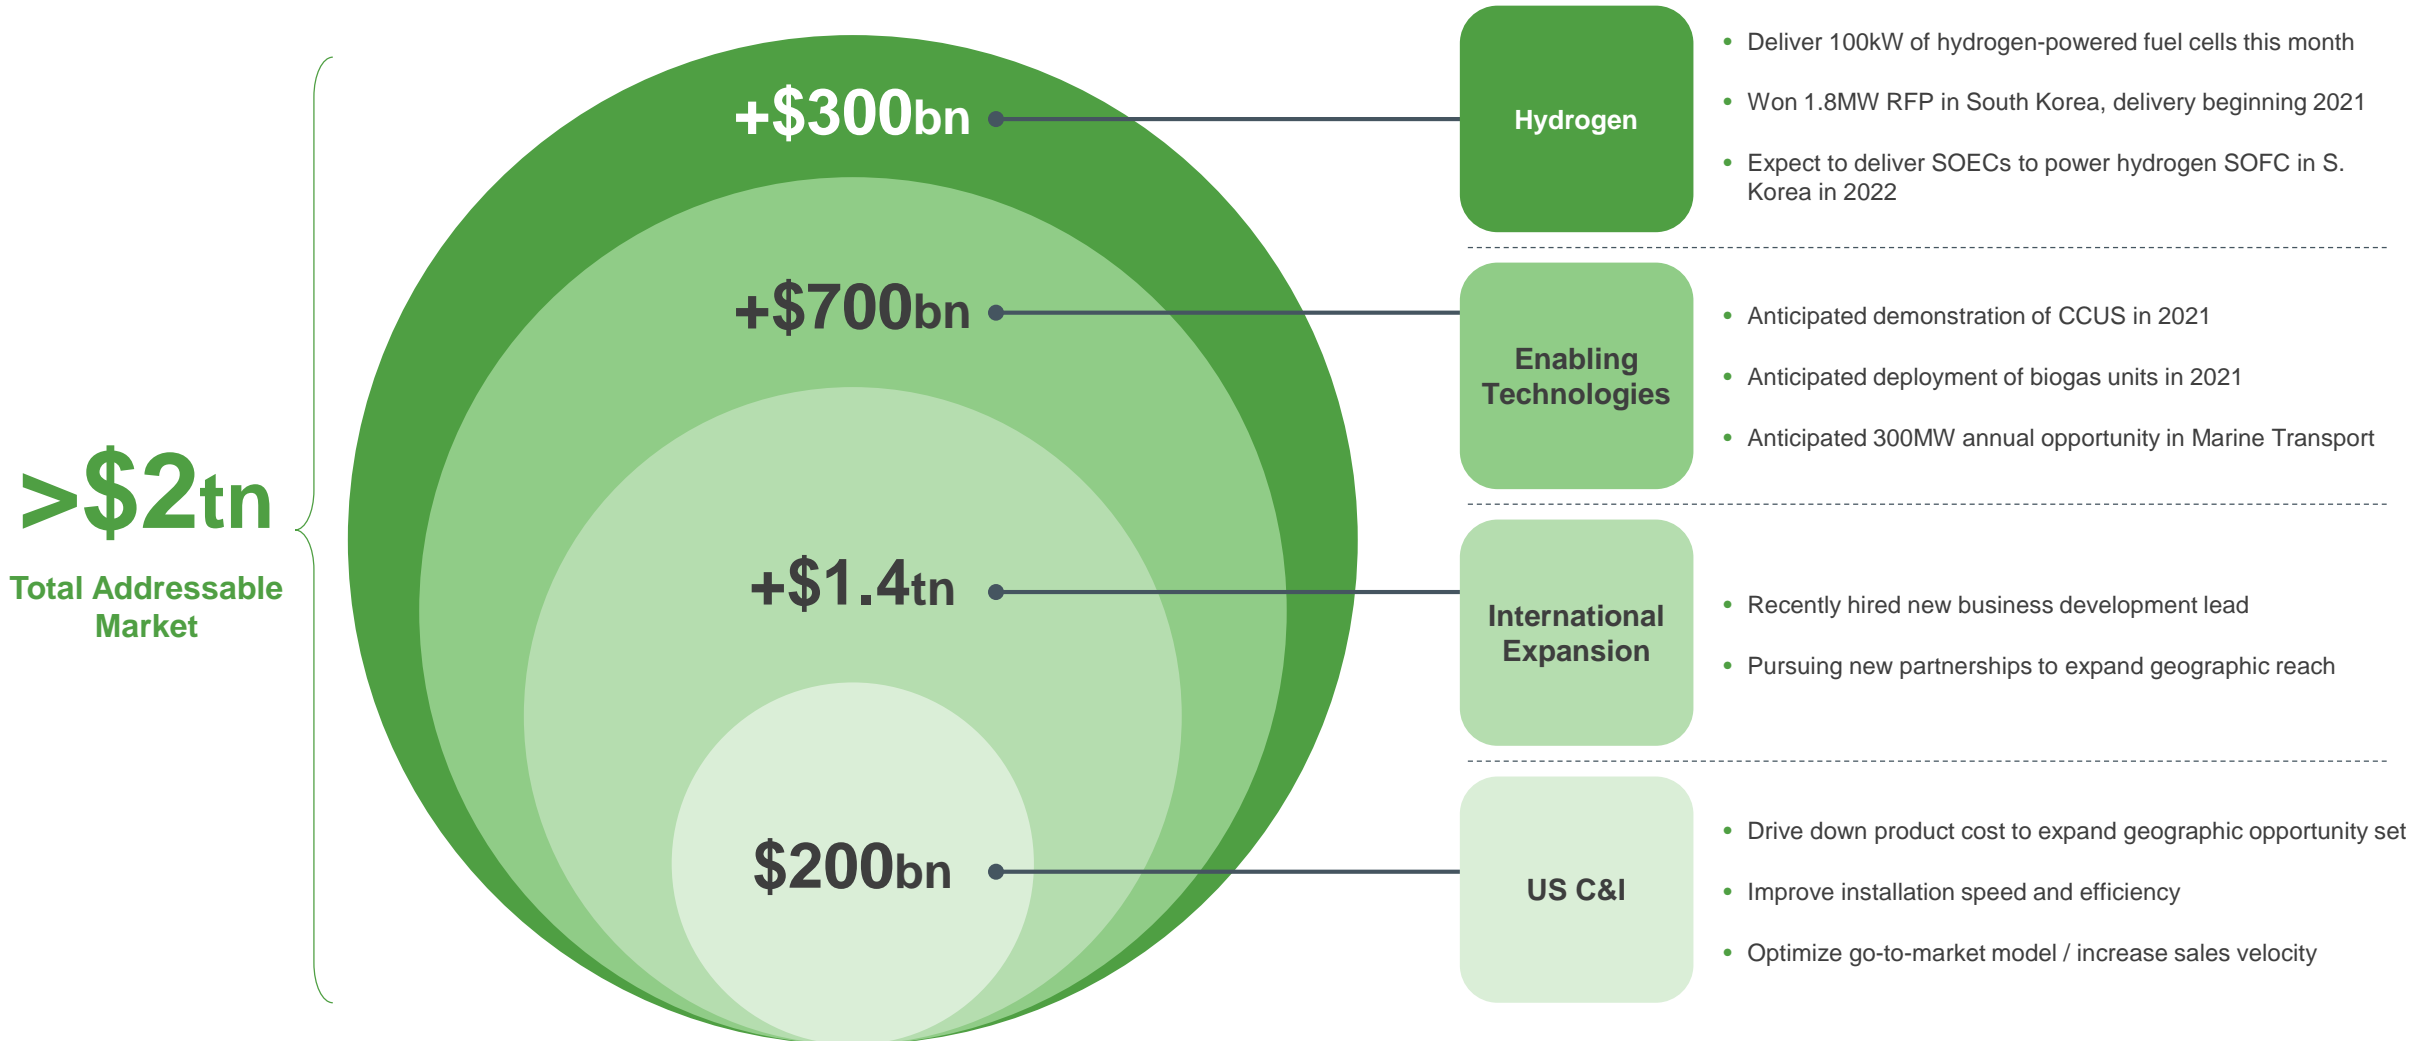 >$2tn
Total Addressable
Market
+$300bn
+$700bn
+$1.4tn
$200bn
Hydrogen
• Deliver 100kW of hydrogen-powered fuel cells this month
• Won 1.8MW RFP in South Korea, delivery beginning 2021
• Expect to deliver SOECs to power hydrogen SOFC in S.
Korea in 2022
Enabling
Technologies
• Anticipated demonstration of CCUS in 2021
• Anticipated deployment of biogas units in 2021
• Anticipated 300MW annual opportunity in Marine Transport
International
Expansion
• Recently hired new business development lead
• Pursuing new partnerships to expand geographic reach
US C&I
• Drive down product cost to expand geographic opportunity set
• Improve installation speed and efficiency
• Optimize go-to-market model / increase sales velocity